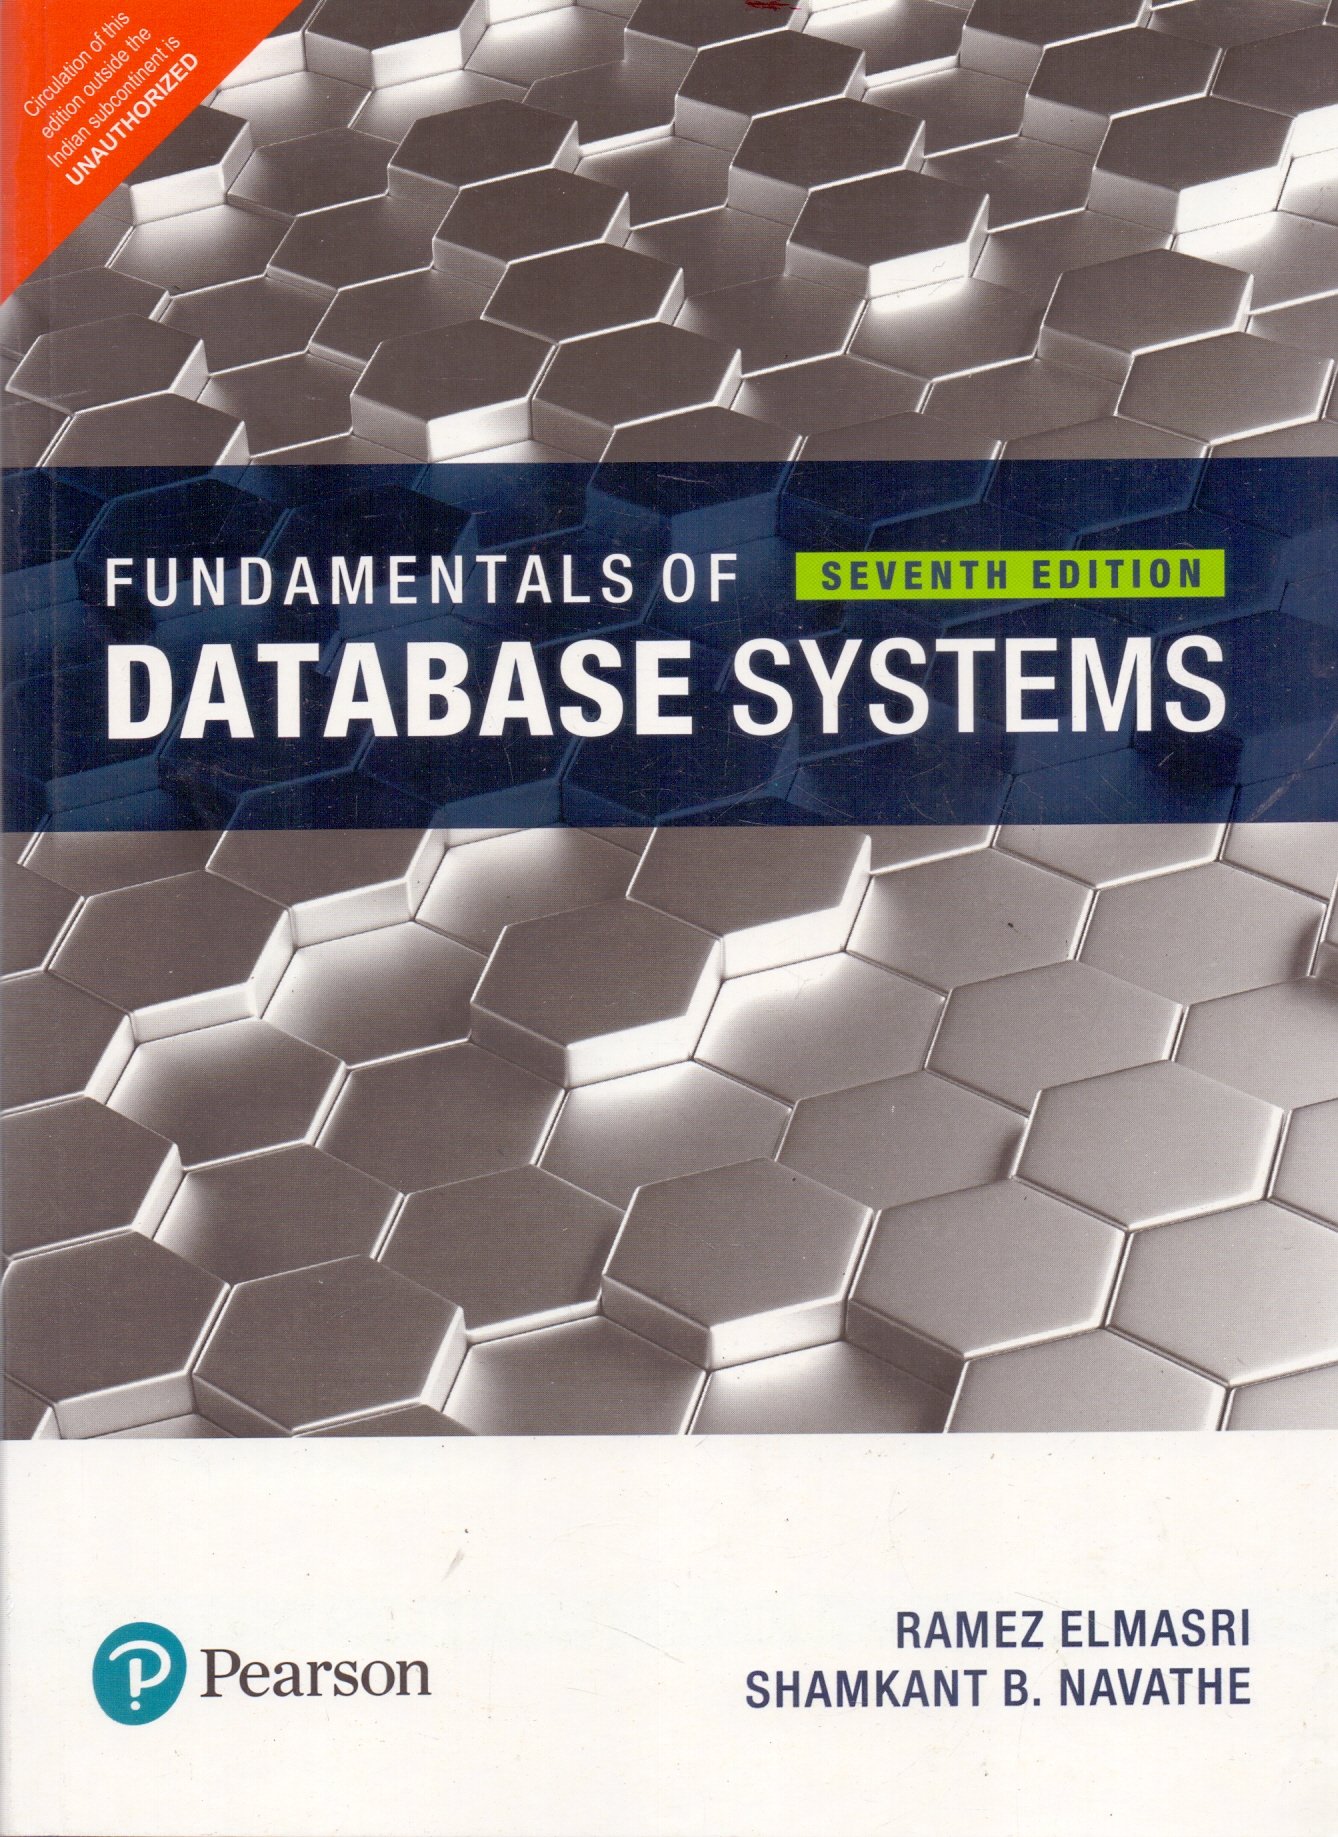 Circulation of this
edition outside the
Indian subcontinent is
UNAUTHORIZED
FUNDAMENTALS OF
SEVENTH EDITION
DATABASE SYSTEMS
Pearson
RAMEZ ELMASRI
SHAMKANT B. NAVATHE